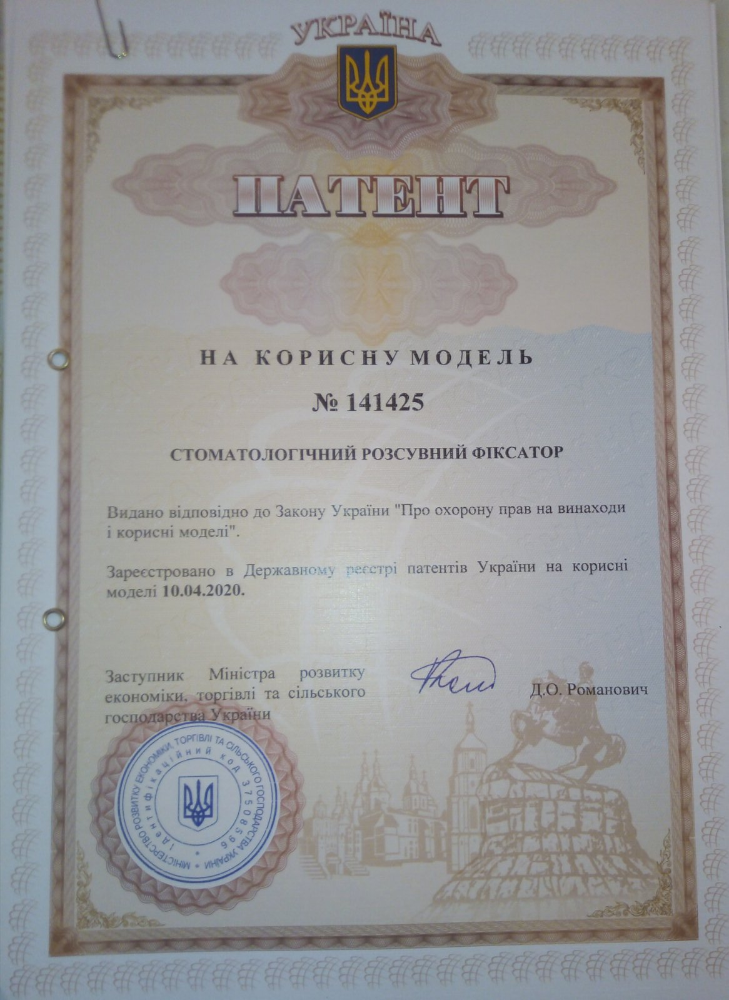 УКРАЇНА
ПАТЕНТ
НА КОРИСНУ МОДЕЛЬ
№ 141425
СТОМАТОЛОГІЧНИЙ РОЗСУВНИЙ ФІКСАТОР
Видано відповідно до Закону України "Про охорону прав на винаходи
і корисні моделі".
Зареєстровано в Державному реєстрі патентів України на корисні
моделі 10.04.2020.
Заступник Міністра розвитку
економіки, торгівлі та сільського
господарства України
Д.О. Романович
МІНІСТЕРСТВО РОЗВИТКУ ЕКОНОМІКИ, ТОРГІВЛІ ТА СІЛЬСЬКОГО ГОСПОДАРСТВА УКРАЇНИ *
Ідентифікаційний код 37508596 *